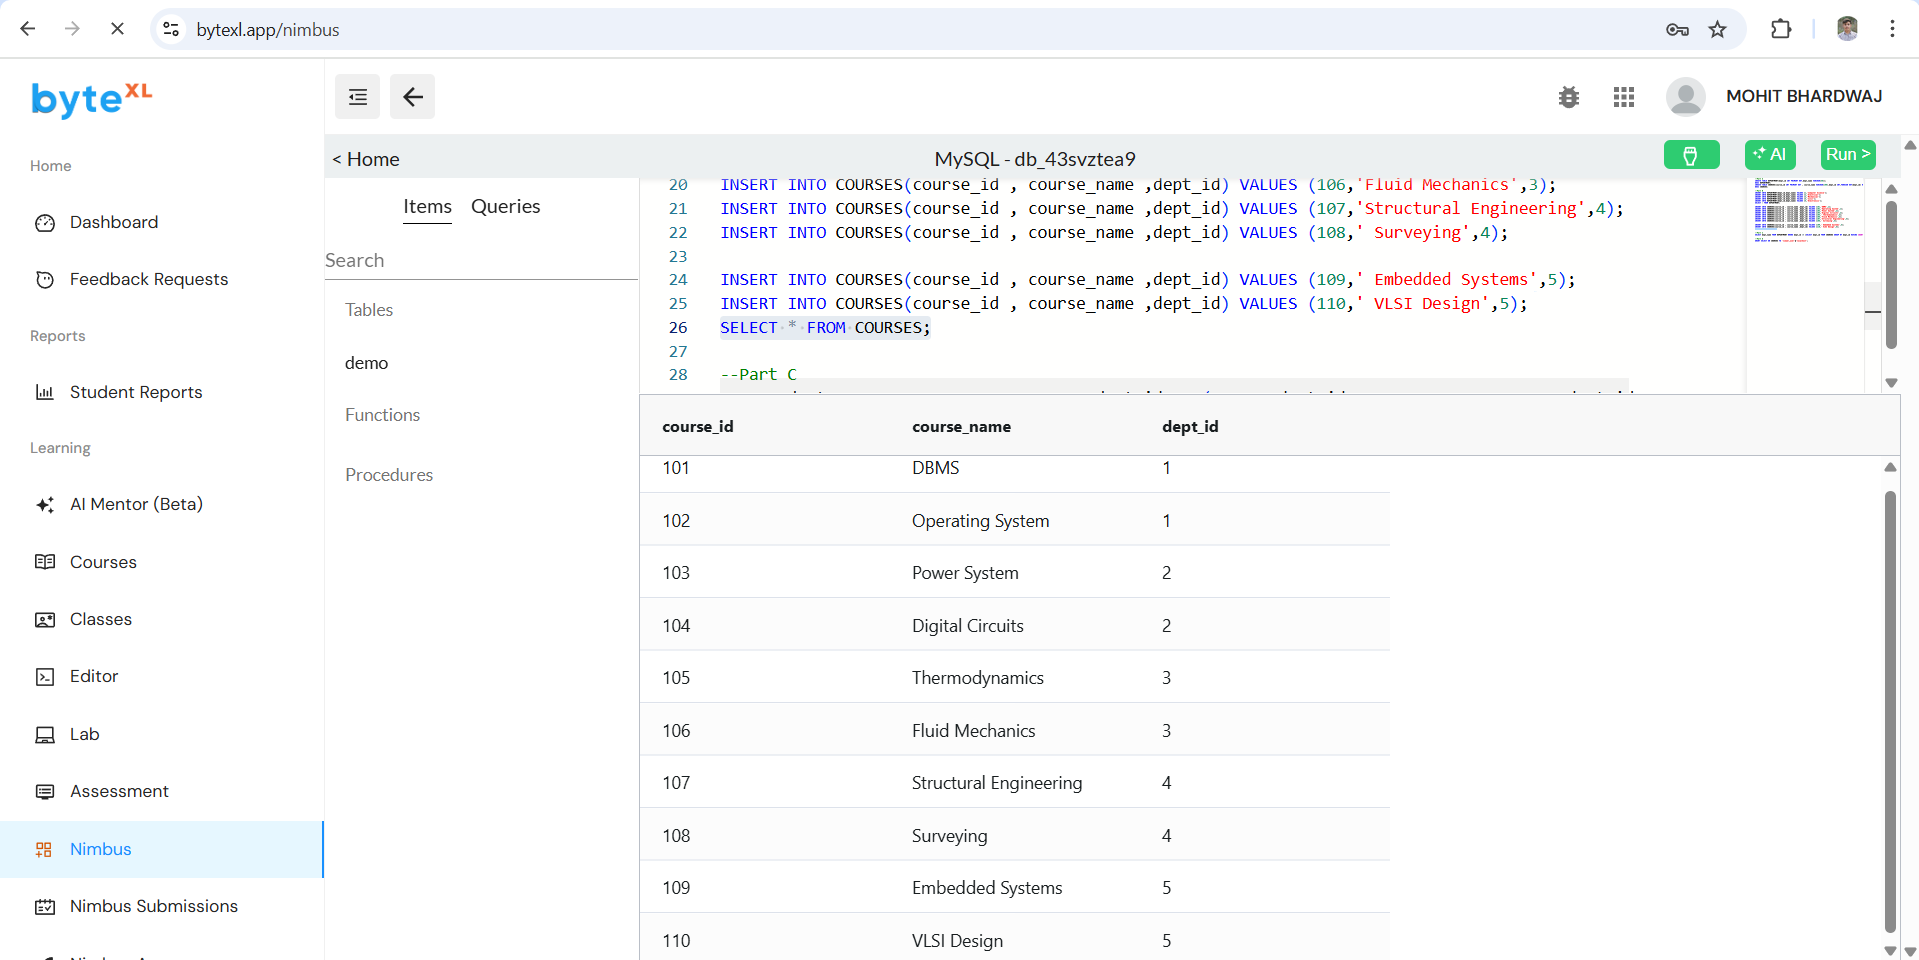 bytexl.app/nimbus
byteXL
MOHIT BHARDWAJ
Home
Dashboard
Feedback Requests
Reports
Student Reports
Learning
AI Mentor (Beta)
Courses
Classes
Editor
Lab
Assessment
Nimbus
Nimbus Submissions
< Home
MySQL - db_43svztea9
AI
Run >
Items Queries
Search
Tables
demo
Functions
Procedures
20 INSERT INTO COURSES(course_id , course_name ,dept_id) VALUES (106,'Fluid Mechanics',3);
21 INSERT INTO COURSES(course_id , course_name ,dept_id) VALUES (107,'Structural Engineering',4);
22 INSERT INTO COURSES(course_id , course_name ,dept_id) VALUES (108,' Surveying',4);
23
24 INSERT INTO COURSES(course_id , course_name ,dept_id) VALUES (109,' Embedded Systems',5);
25 INSERT INTO COURSES(course_id , course_name ,dept_id) VALUES (110,' VLSI Design',5);
26 SELECT * FROM COURSES;
27
28 --Part C
course_id course_name dept_id
101 DBMS 1
102 Operating System 1
103 Power System 2
104 Digital Circuits 2
105 Thermodynamics 3
106 Fluid Mechanics 3
107 Structural Engineering 4
108 Surveying 4
109 Embedded Systems 5
110 VLSI Design 5